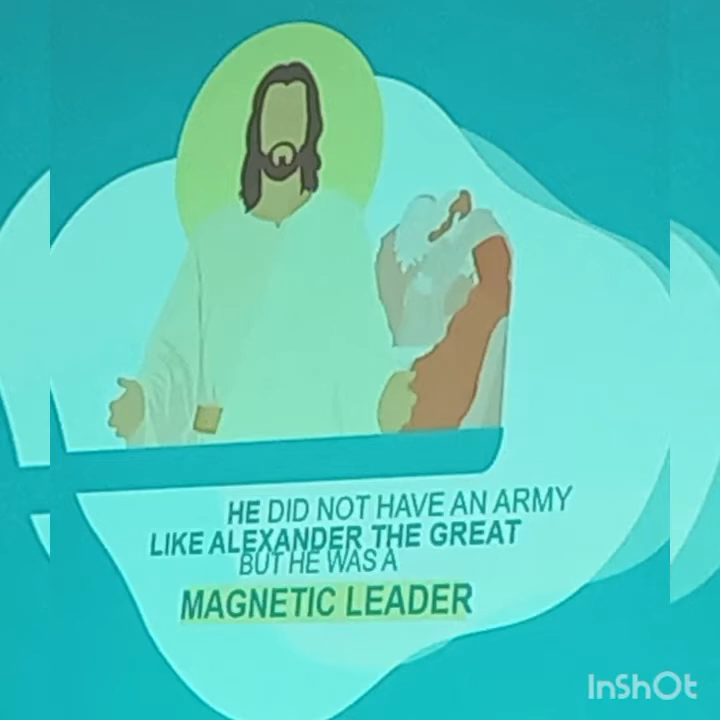 HE DID NOT HAVE AN ARMY
LIKE ALEXANDER THE GREAT
BUT HE WAS A
MAGNETIC LEADER
InShOt